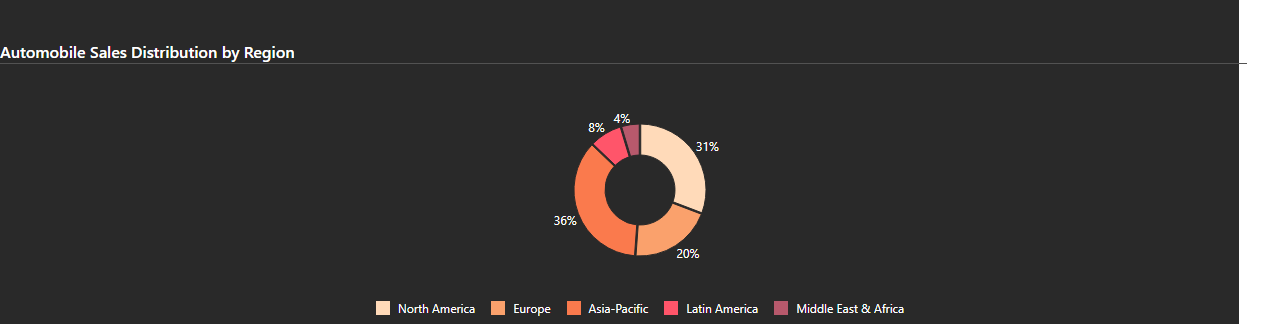 Automobile Sales Distribution by Region
4%
8%
31%
36%
20%
North America Europe Asia-Pacific Latin America Middle East & Africa